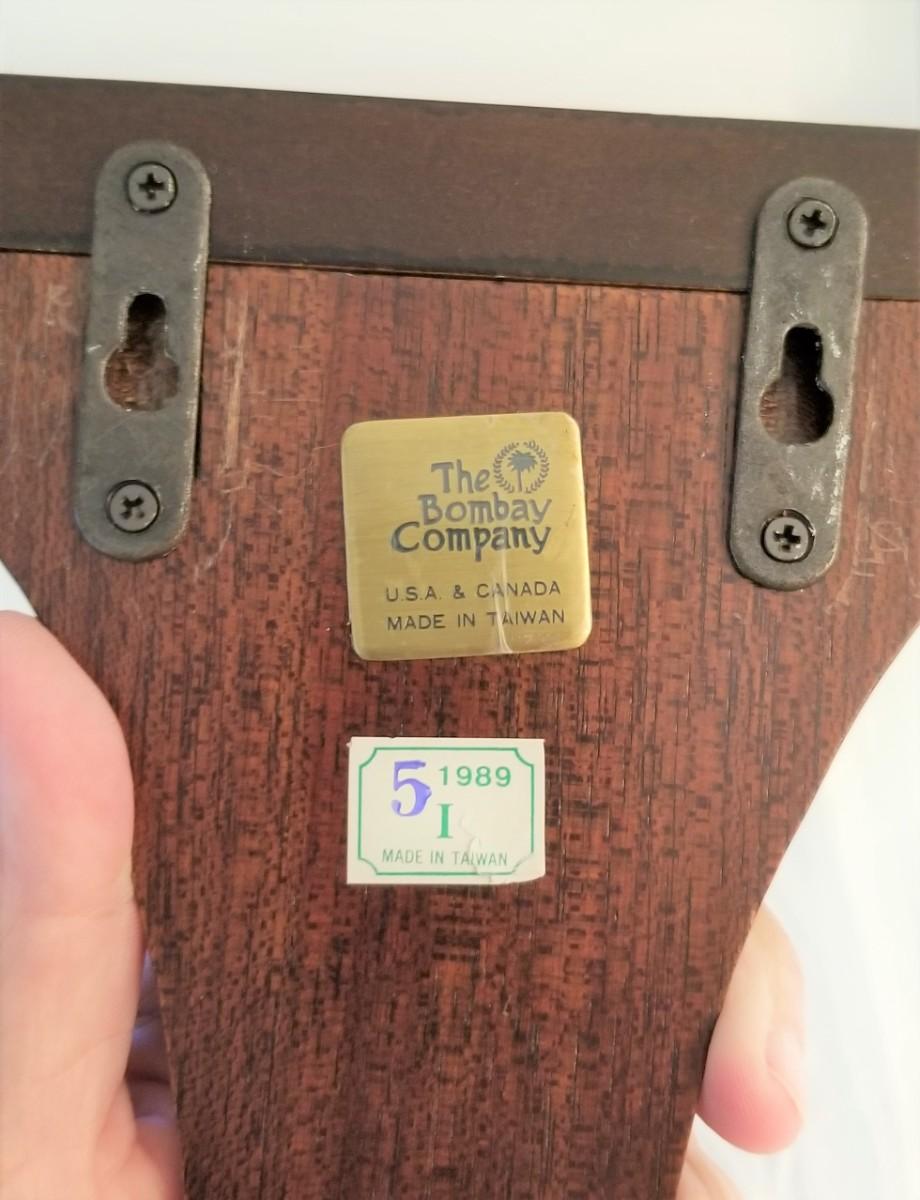 The
Bombay
Company
U.S.A. & CANADA
MADE IN TAIWAN
5 1989
I
MADE IN TAIWAN